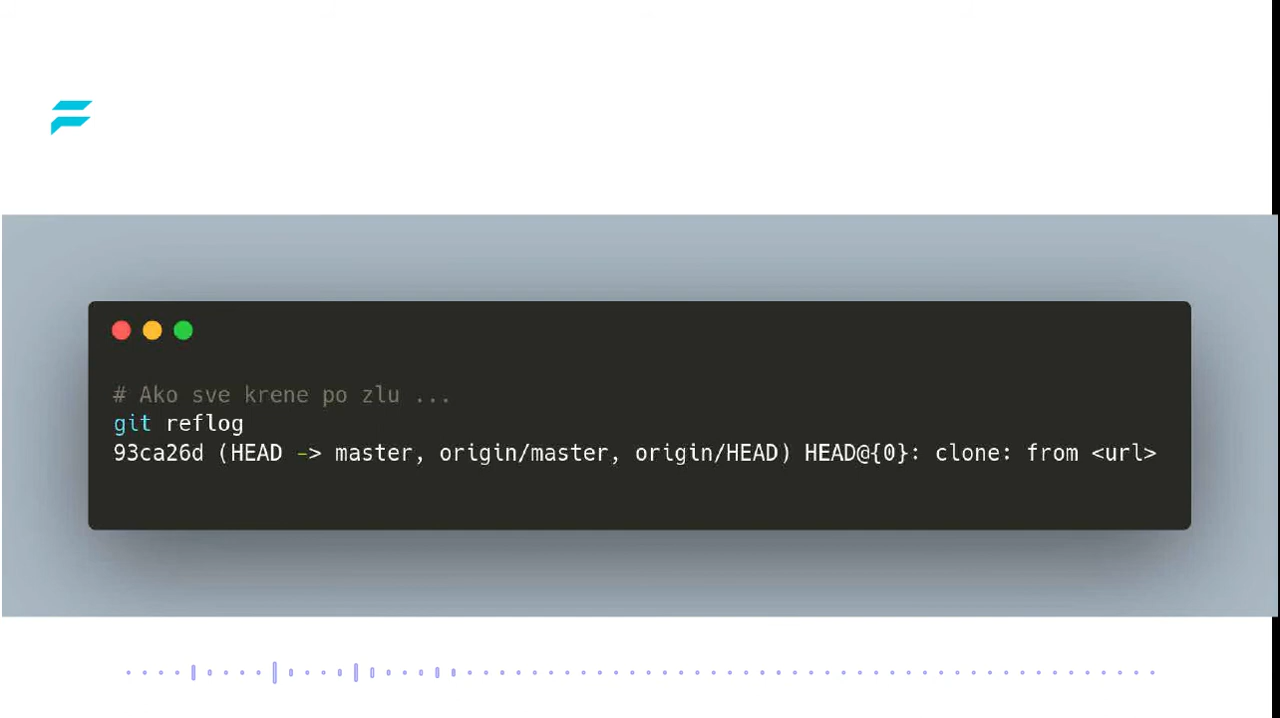 # Ako sve krene po zlu ...
git reflog
93ca26d (HEAD -> master, origin/master, origin/HEAD) HEAD@{0}: clone: from <url>